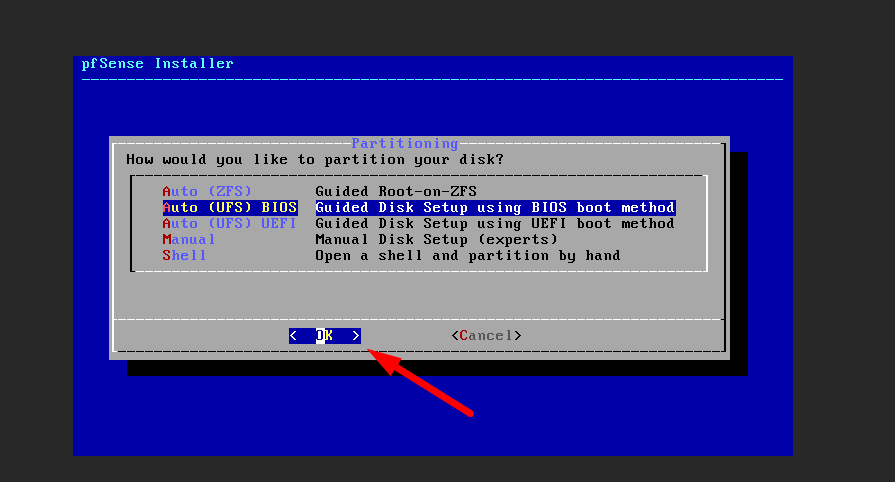 pfSense Installer
Partitioning
How would you like to partition your disk?
Auto (ZFS) Guided Root-on-ZFS
Auto (UFS) BIOS Guided Disk Setup using BIOS boot method
Auto (UFS) UEFI Guided Disk Setup using UEFI boot method
Manual Manual Disk Setup (experts)
Shell Open a shell and partition by hand
< OK > <Cancel>